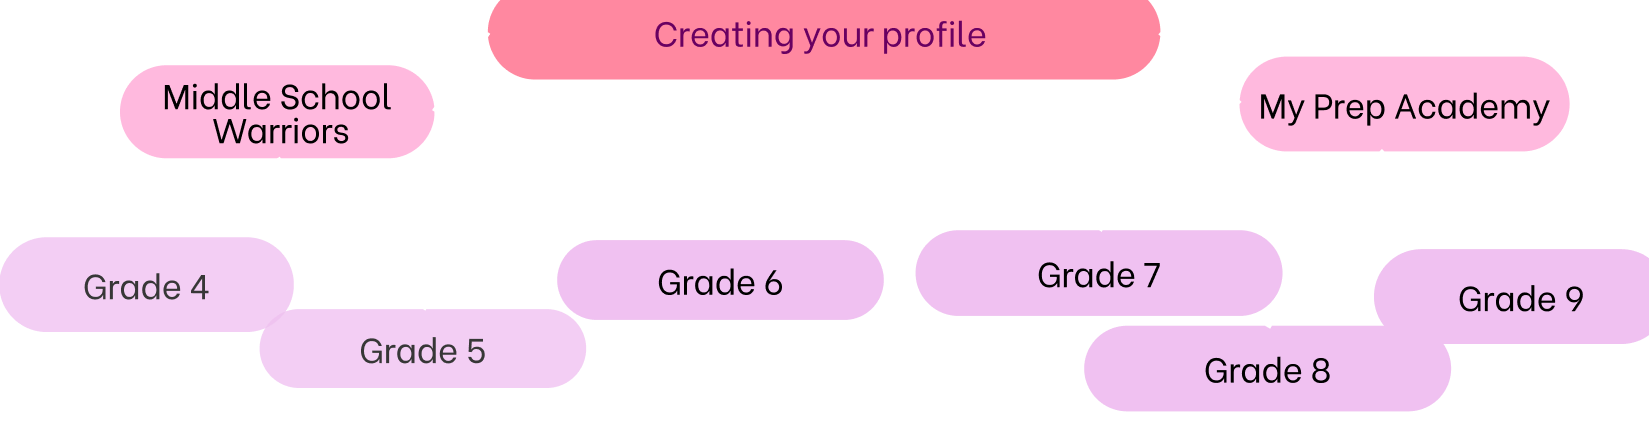 Creating your profile
Middle School
Warriors
My Prep Academy
Grade 4
Grade 5
Grade 6
Grade 7
Grade 8
Grade 9